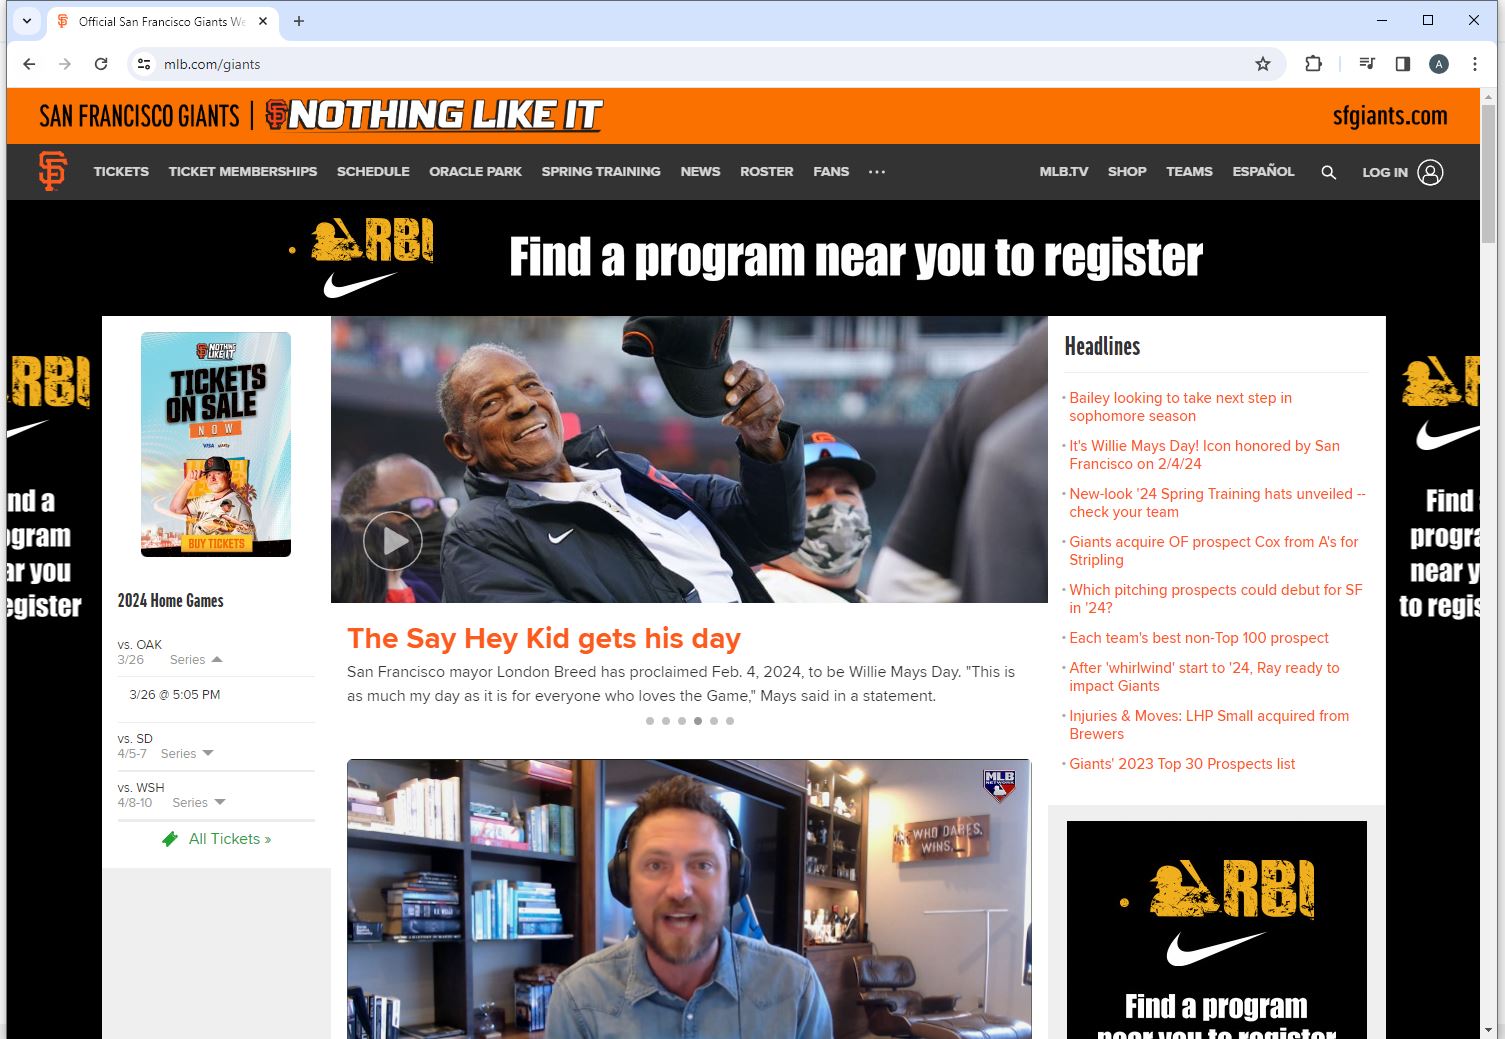 Official San Francisco Giants We
mlb.com/giants
A
SAN FRANCISCO GIANTS | SF NOTHING LIKE IT
sfgiants.com
SF
TICKETS
TICKET MEMBERSHIPS
SCHEDULE
ORACLE PARK
SPRING TRAINING
NEWS
ROSTER
FANS
MLB.TV
SHOP
TEAMS
ESPAÑOL
LOG IN
RBI
Find a program near you to register
RBI
nd a
gram
ar you
egister
NOTHING
LIKE IT
TICKETS
ON SALE
NOW
VISA
BUY TICKETS
2024 Home Games
vs. OAK
3/26 Series
3/26 @ 5:05 PM
vs. SD
4/5-7 Series
vs. WSH
4/8-10 Series
All Tickets »
The Say Hey Kid gets his day
San Francisco mayor London Breed has proclaimed Feb. 4, 2024, to be Willie Mays Day. "This is
as much my day as it is for everyone who loves the Game," Mays said in a statement.
MLB
NETWORK
WHO DARES,
WINS.
Headlines
Bailey looking to take next step in
sophomore season
It's Willie Mays Day! Icon honored by San
Francisco on 2/4/24
New-look '24 Spring Training hats unveiled --
check your team
Giants acquire OF prospect Cox from A's for
Stripling
Which pitching prospects could debut for SF
in '24?
Each team's best non-Top 100 prospect
After 'whirlwind' start to '24, Ray ready to
impact Giants
Injuries & Moves: LHP Small acquired from
Brewers
Giants' 2023 Top 30 Prospects list
RBI
Find a program
near you to register
Find
progra
near y
to regis